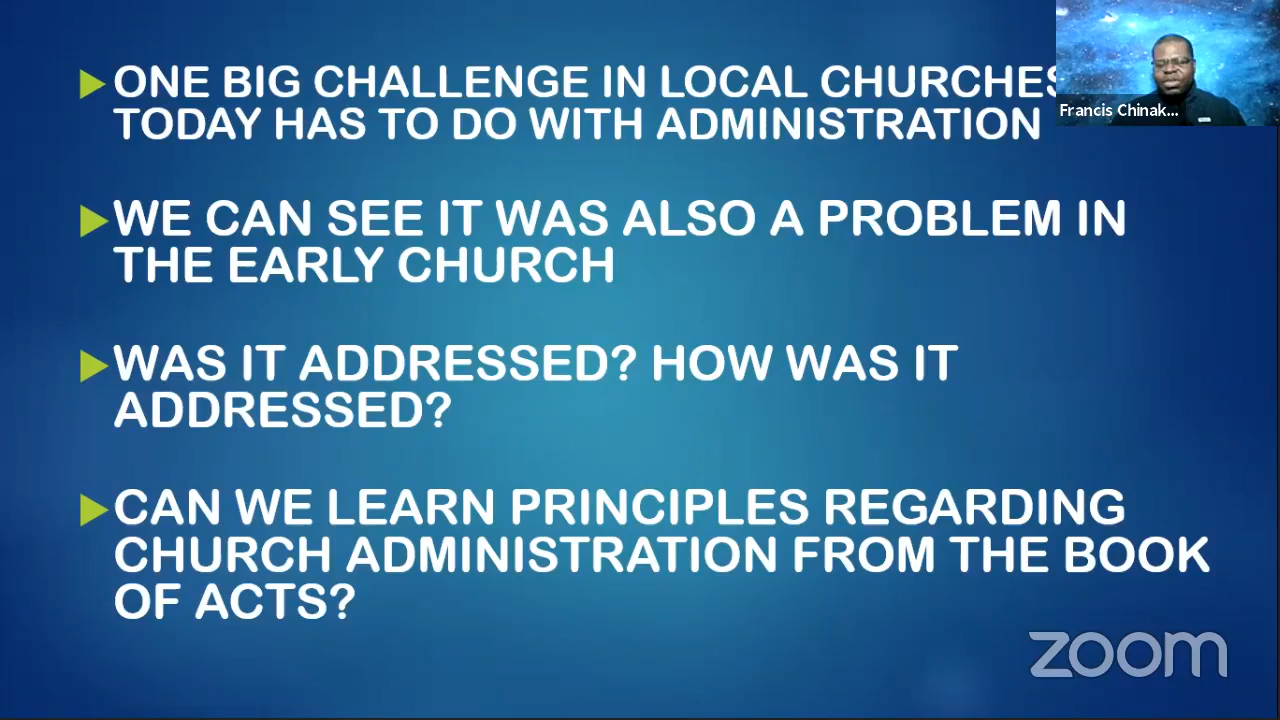 ONE BIG CHALLENGE IN LOCAL CHURCHES
TODAY HAS TO DO WITH ADMINISTRATION
Francis Chinak...
WE CAN SEE IT WAS ALSO A PROBLEM IN
THE EARLY CHURCH
WAS IT ADDRESSED? HOW WAS IT
ADDRESSED?
CAN WE LEARN PRINCIPLES REGARDING
CHURCH ADMINISTRATION FROM THE BOOK
OF ACTS?
zoom